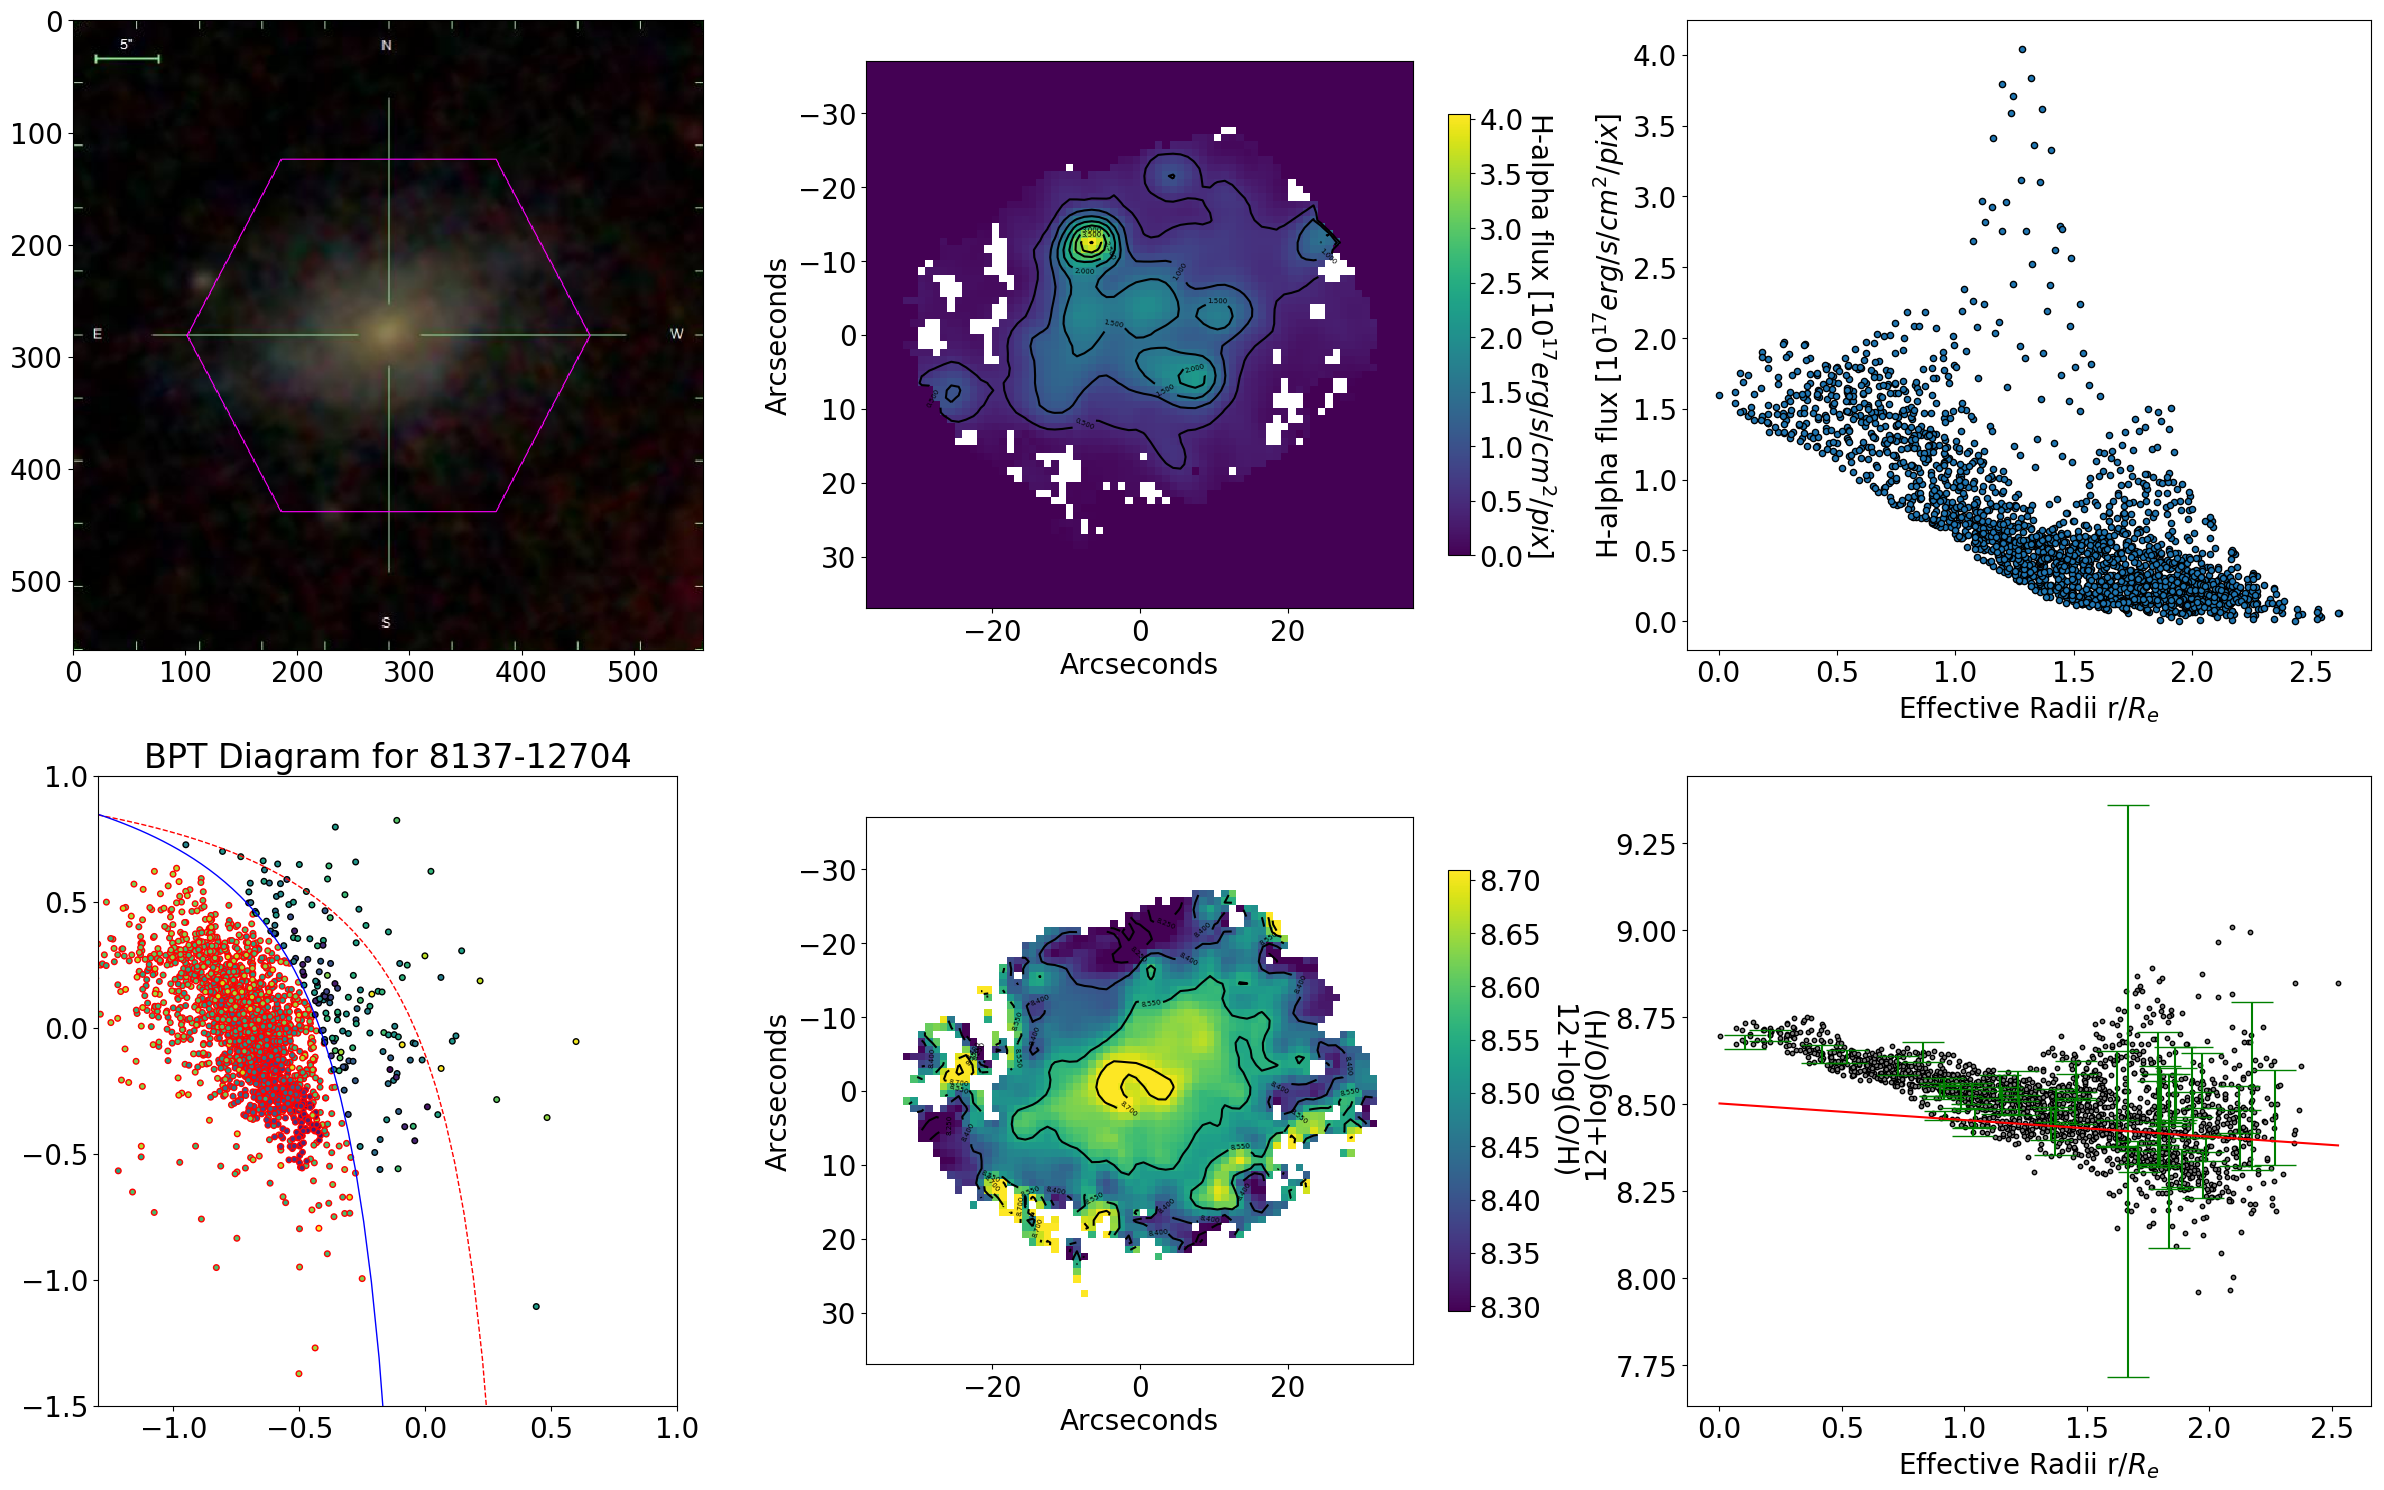 0
100
200
300
400
500
5"
N
E
W
S
0 100 200 300 400 500
−30
−20
−10
0
10
20
30
Arcseconds
−20 0 20
Arcseconds
4.0
3.5
3.0
2.5
2.0
1.5
1.0
0.5
0.0
H-alpha flux [10^17 erg/s/cm^2/pix]
H-alpha flux [10^17 erg/s/cm^2/pix]
4.0
3.5
3.0
2.5
2.0
1.5
1.0
0.5
0.0
0.0 0.5 1.0 1.5 2.0 2.5
Effective Radii r/R_e
BPT Diagram for 8137-12704
1.0
0.5
0.0
−0.5
−1.0
−1.5
−1.0 −0.5 0.0 0.5 1.0
−30
−20
−10
0
10
20
30
Arcseconds
−20 0 20
Arcseconds
8.70
8.65
8.60
8.55
8.50
8.45
8.40
8.35
8.30
12+log(O/H)
12+log(O/H)
9.25
9.00
8.75
8.50
8.25
8.00
7.75
0.0 0.5 1.0 1.5 2.0 2.5
Effective Radii r/R_e